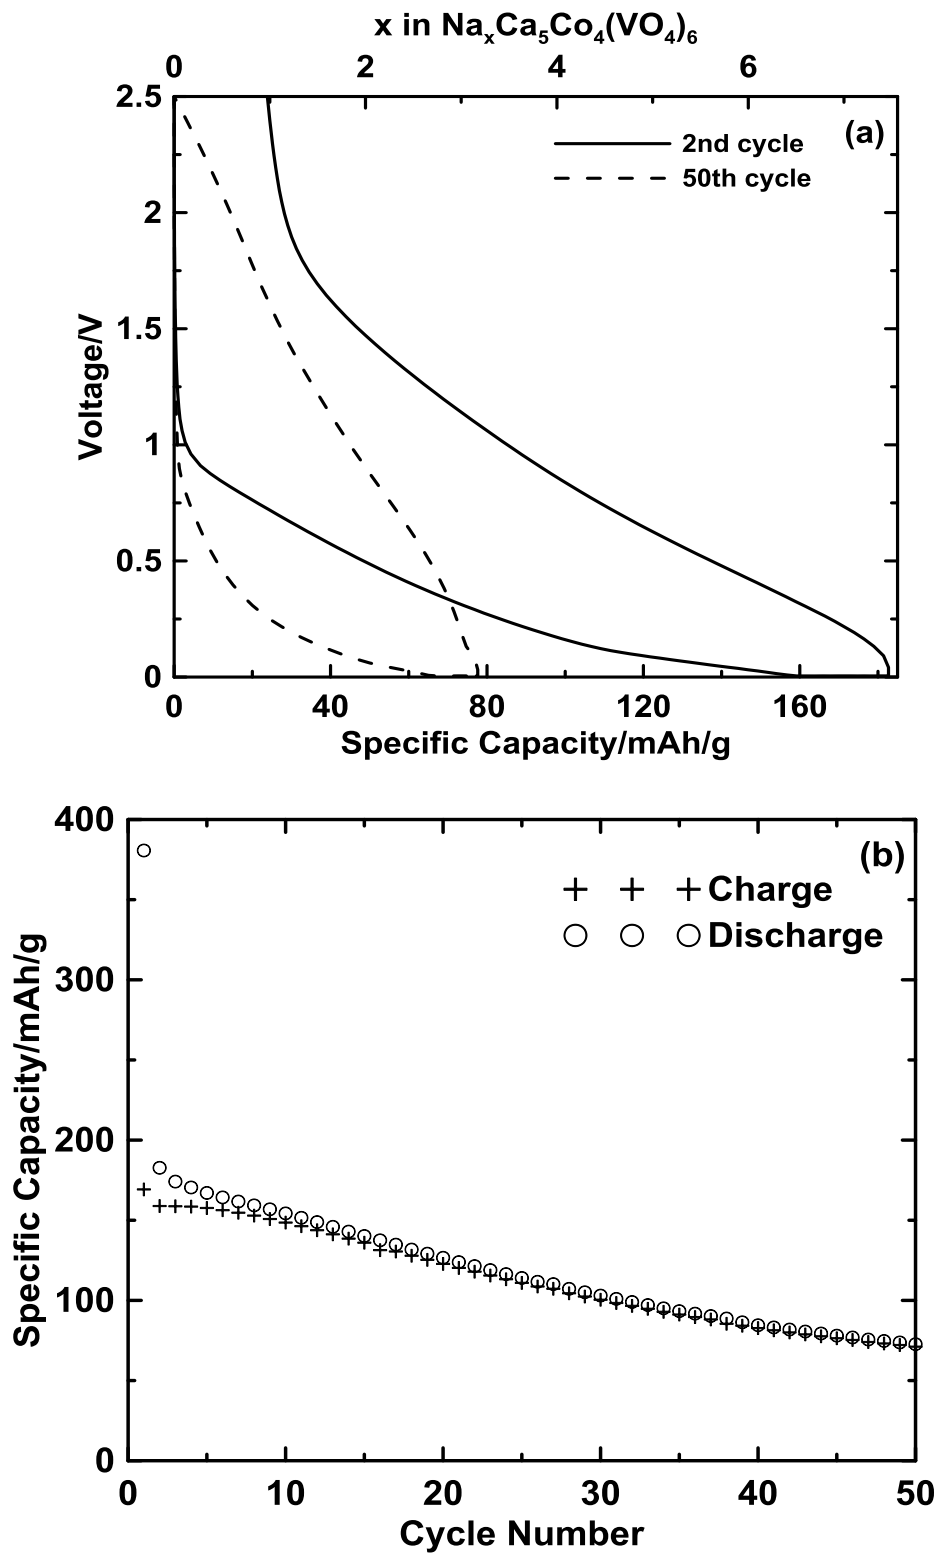 x in NaxCa5Co4(VO4)6
0 2 4 6
2.5
(a)
2nd cycle
50th cycle
2
1.5
Voltage/V
1
0.5
0
0 40 80 120 160
Specific Capacity/mAh/g
400
(b)
Charge
Discharge
300
Specific Capacity/mAh/g
200
100
0
0 10 20 30 40 50
Cycle Number